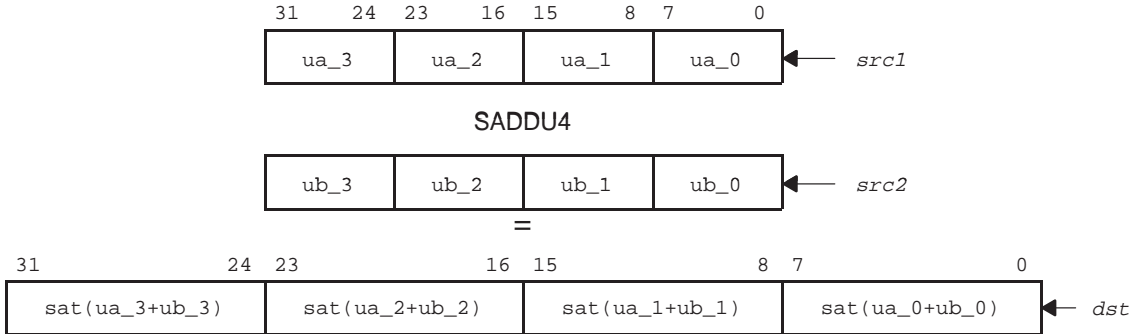 31 24 23 16 15 8 7 0
ua_3 ua_2 ua_1 ua_0 src1
SADDU4
ub_3 ub_2 ub_1 ub_0 src2
=
31 24 23 16 15 8 7 0
sat(ua_3+ub_3) sat(ua_2+ub_2) sat(ua_1+ub_1) sat(ua_0+ub_0) dst